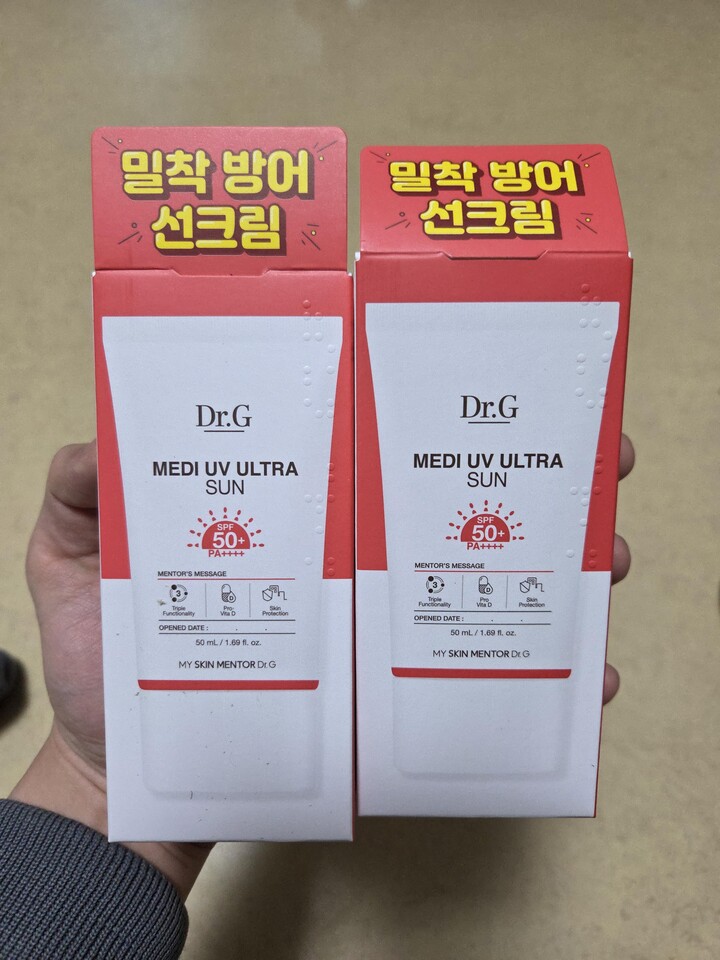 밀착 방어
선크림
Dr.G
MEDI UV ULTRA
SUN
SPF
50+
PA++++
MENTOR'S MESSAGE
3
Triple
Functionality
D
Pro-
Vita D
Skin
Protection
OPENED DATE : . .
50 mL / 1.69 fl. oz.
MY SKIN MENTOR Dr.G
밀착 방어
선크림
Dr.G
MEDI UV ULTRA
SUN
SPF
50+
PA++++
MENTOR'S MESSAGE
3
Triple
Functionality
D
Pro
Vita D
Skin
Protection
OPENED DATE : . .
50 mL / 1.69 fl. oz.
MY SKIN MENTOR Dr.G